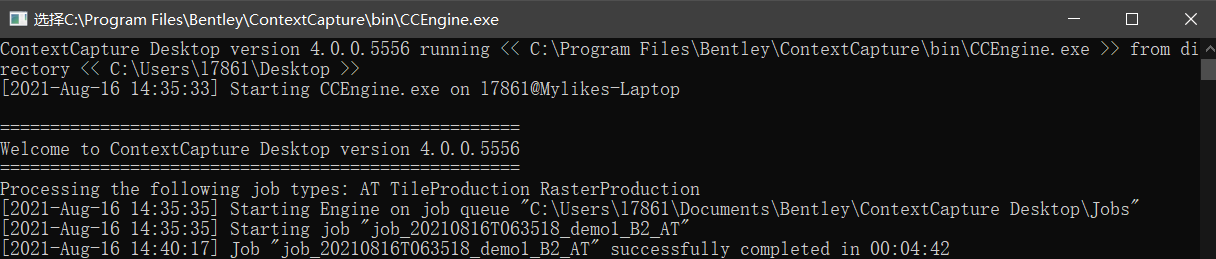 选择C:\Program Files\Bentley\ContextCapture\bin\CCEngine.exe
ContextCapture Desktop version 4.0.0.5556 running << C:\Program Files\Bentley\ContextCapture\bin\CCEngine.exe >> from di
rectory << C:\Users\17861\Desktop >>
[2021-Aug-16 14:35:33] Starting CCEngine.exe on 17861@Mylikes-Laptop
====================================================
Welcome to ContextCapture Desktop version 4.0.0.5556
====================================================
Processing the following job types: AT TileProduction RasterProduction
[2021-Aug-16 14:35:35] Starting Engine on job queue "C:\Users\17861\Documents\Bentley\ContextCapture Desktop\Jobs"
[2021-Aug-16 14:35:35] Starting job "job_20210816T063518_demo1_B2_AT"
[2021-Aug-16 14:40:17] Job "job_20210816T063518_demo1_B2_AT" successfully completed in 00:04:42